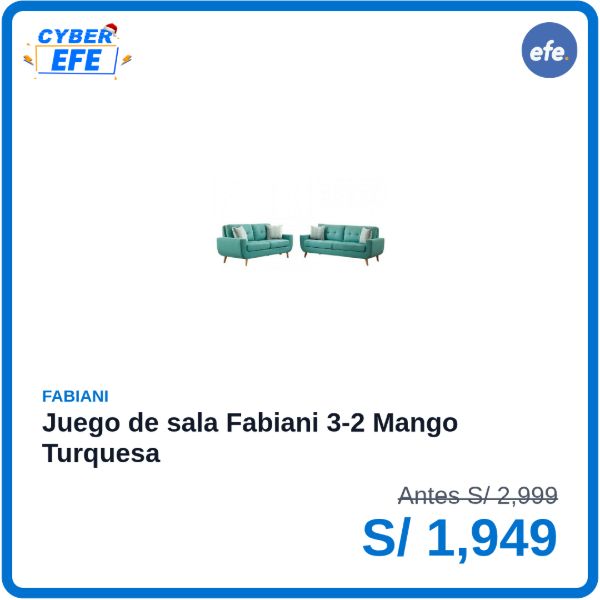 CYBER
EFE
efe.
FABIANI
Juego de sala Fabiani 3-2 Mango
Turquesa
Antes S/ 2,999
S/ 1,949